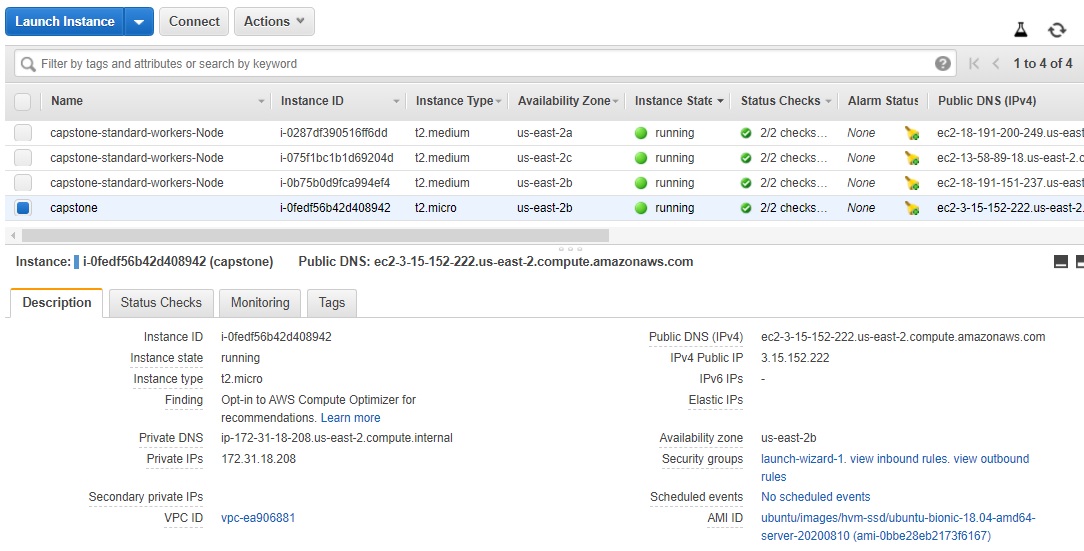 Launch Instance Connect Actions
Filter by tags and attributes or search by keyword 1 to 4 of 4
Name Instance ID Instance Type Availability Zone Instance State Status Checks Alarm Status Public DNS (IPv4)
capstone-standard-workers-Node i-0287df390516ff6dd t2.medium us-east-2a running 2/2 checks… None ec2-18-191-200-249.us-east
capstone-standard-workers-Node i-075f1bc1b1d69204d t2.medium us-east-2c running 2/2 checks… None ec2-13-58-89-18.us-east-2.c
capstone-standard-workers-Node i-0b75b0d9fca994ef4 t2.medium us-east-2b running 2/2 checks… None ec2-18-191-151-237.us-east
capstone i-0fedf56b42d408942 t2.micro us-east-2b running 2/2 checks… None ec2-3-15-152-222.us-east-2.
Instance: i-0fedf56b42d408942 (capstone) Public DNS: ec2-3-15-152-222.us-east-2.compute.amazonaws.com
Description Status Checks Monitoring Tags
Instance ID i-0fedf56b42d408942 Public DNS (IPv4) ec2-3-15-152-222.us-east-2.compute.amazonaws.com
Instance state running IPv4 Public IP 3.15.152.222
Instance type t2.micro IPv6 IPs -
Finding Opt-in to AWS Compute Optimizer for Elastic IPs
recommendations. Learn more
Private DNS ip-172-31-18-208.us-east-2.compute.internal Availability zone us-east-2b
Private IPs 172.31.18.208 Security groups launch-wizard-1. view inbound rules. view outbound
rules
Secondary private IPs Scheduled events No scheduled events
VPC ID vpc-ea906881 AMI ID ubuntu/images/hvm-ssd/ubuntu-bionic-18.04-amd64-
server-20200810 (ami-0bbe28eb2173f6167)